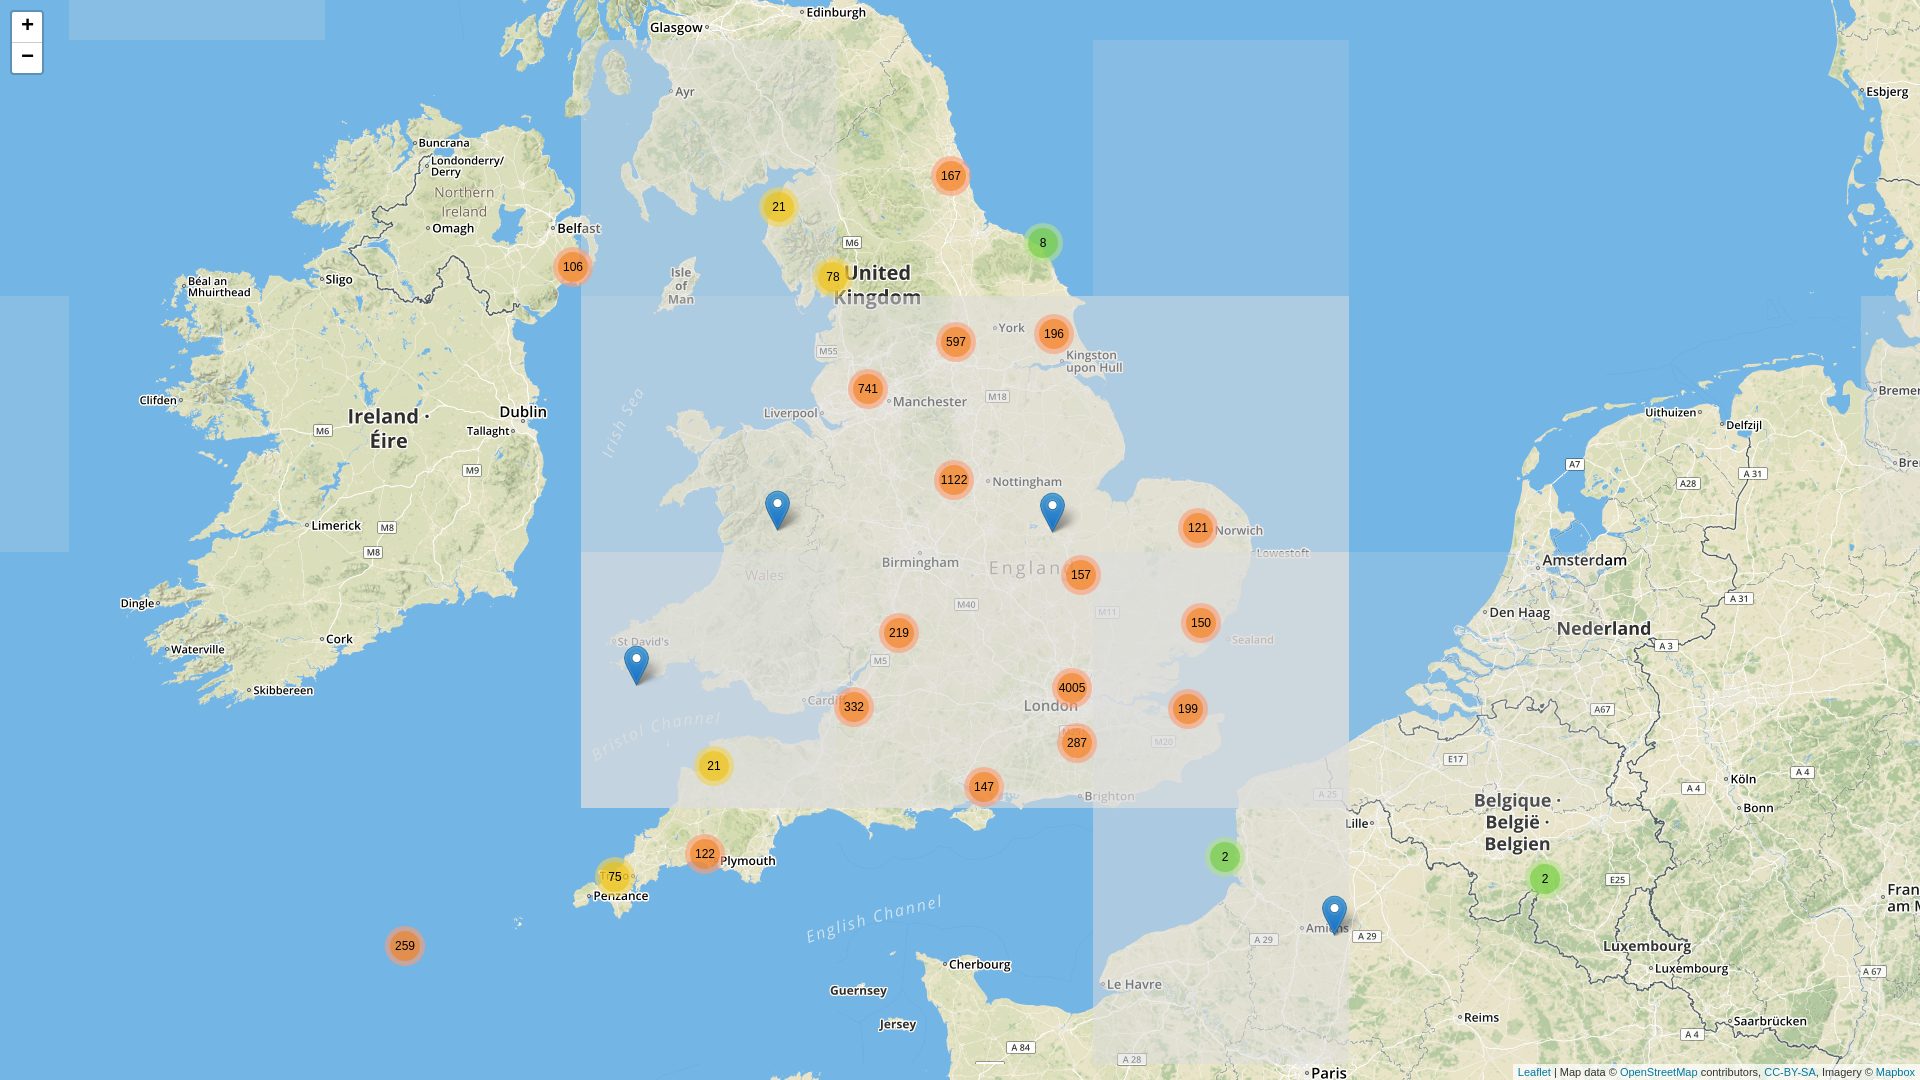 +
−
Edinburgh
Glasgow
Ayr
Esbjerg
Buncrana
Londonderry/
Derry
Northern
Ireland
Omagh
Belfast
167
21
8
M6
106
78
United
Kingdom
Isle
of
Man
Sligo
Béal an
Mhuirthead
York
196
597
M55
Kingston
upon Hull
741
Manchester
M18
Liverpool
Irish Sea
Clifden
Ireland ·
Éire
M6
Dublin
Tallaght
M9
Uithuizen
Delfzijl
A7
A 31
A28
1122
Nottingham
Limerick
M8
M8
121
Norwich
Lowestoft
Birmingham
Wales
157
M40
M11
Amsterdam
A 31
Den Haag
Nederland
A 3
Dingle
Cork
Waterville
Skibbereen
St David's
219
M5
150
Sealand
4005
London
199
332
Bristol Channel
287
M20
A67
E17
21
147
Brighton
A 25
Köln
A 4
A 4
Bonn
Belgique ·
België ·
Belgien
Lille
122
Plymouth
75
Penzance
2
2
E25
English Channel
259
A 29
A 29
Luxembourg
Luxembourg
A 67
Cherbourg
Guernsey
Le Havre
Jersey
Reims
Saarbrücken
A 84
A 28
A 4
Paris
Leaflet | Map data © OpenStreetMap contributors, CC-BY-SA, Imagery © Mapbox